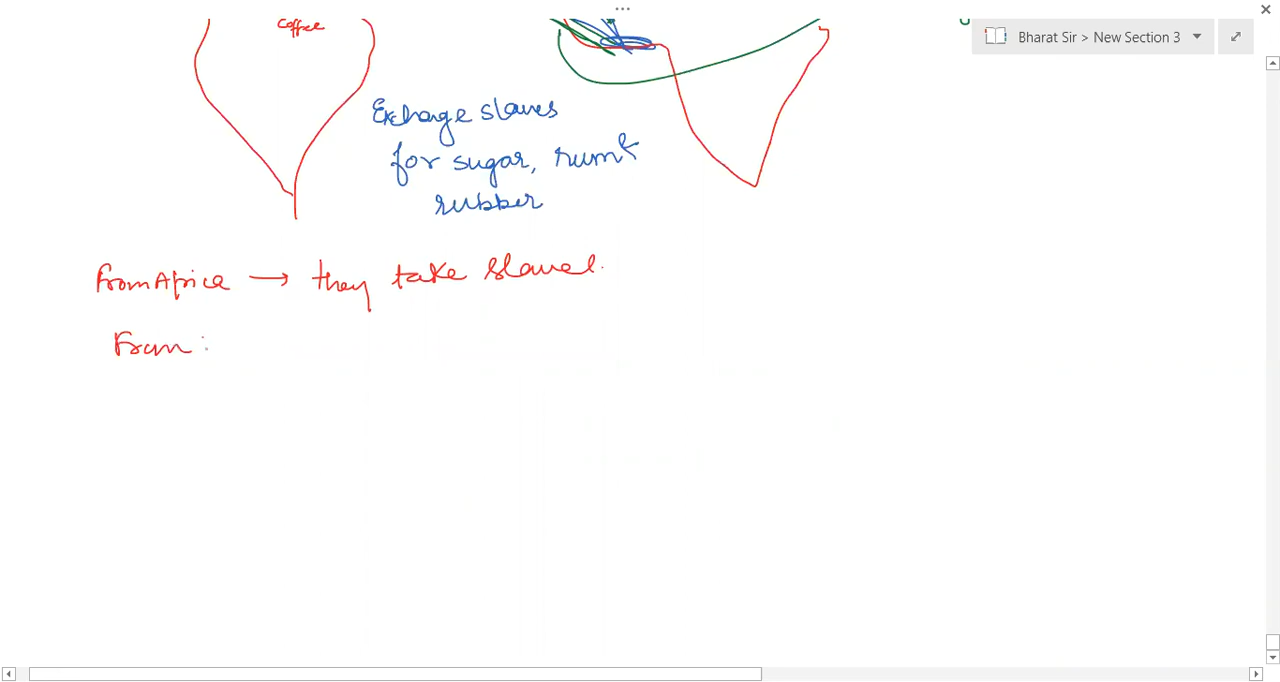 ...
Bharat Sir > New Section 3
Coffee
Exchange slaves
for sugar, rum &
rubber
From Africa → they take slaves.
From :